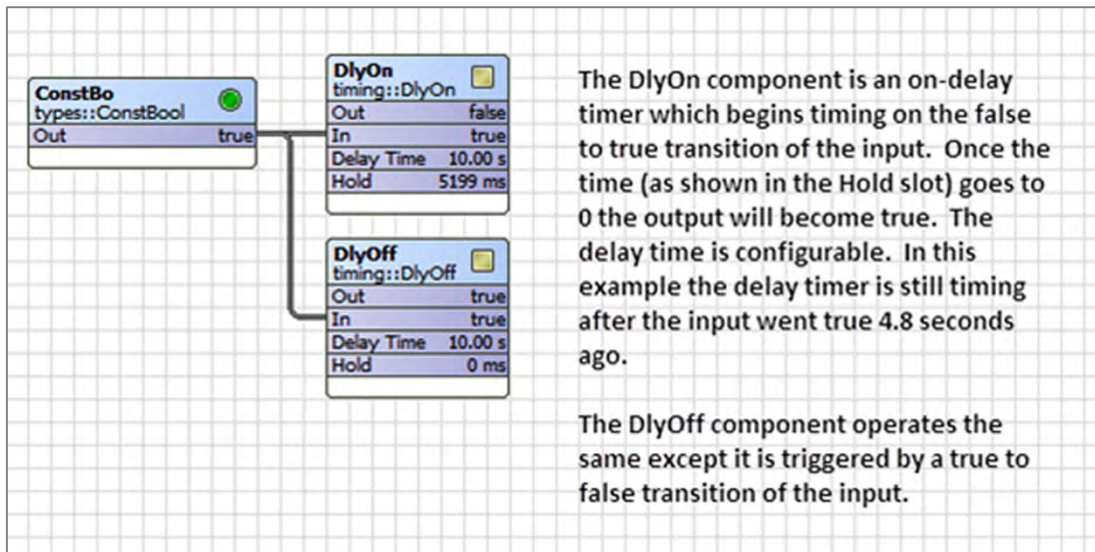 ConstBo
types::ConstBool
Out true
DlyOn
timing::DlyOn
Out false
In true
Delay Time 10.00 s
Hold 5199 ms
DlyOff
timing::DlyOff
Out true
In true
Delay Time 10.00 s
Hold 0 ms
The DlyOn component is an on-delay
timer which begins timing on the false
to true transition of the input. Once the
time (as shown in the Hold slot) goes to
0 the output will become true. The
delay time is configurable. In this
example the delay timer is still timing
after the input went true 4.8 seconds
ago.
The DlyOff component operates the
same except it is triggered by a true to
false transition of the input.